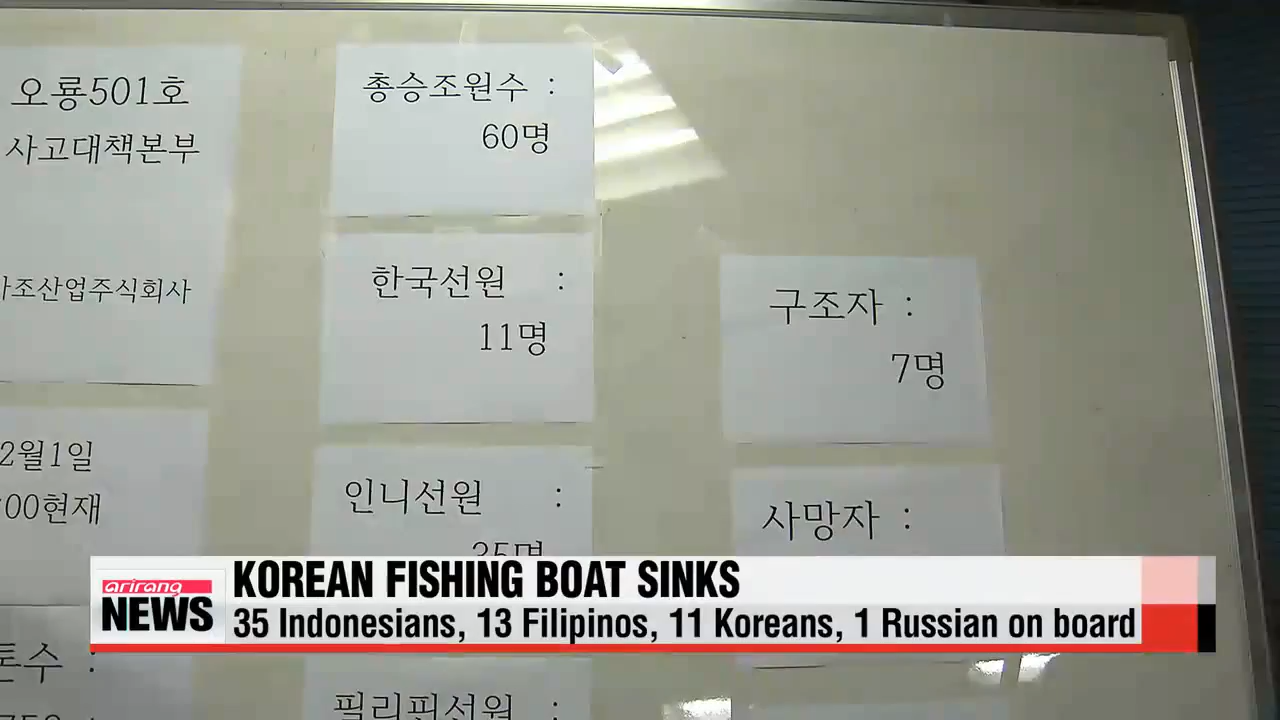 오룡501호
사고대책본부
사조산업주식회사
2월1일
00현재
톤수 :
총승조원수 :
60명
한국선원 :
11명
인니선원 :
35명
필리핀선원 :
구조자 :
7명
사망자 :
arirang
NEWS
KOREAN FISHING BOAT SINKS
35 Indonesians, 13 Filipinos, 11 Koreans, 1 Russian on board